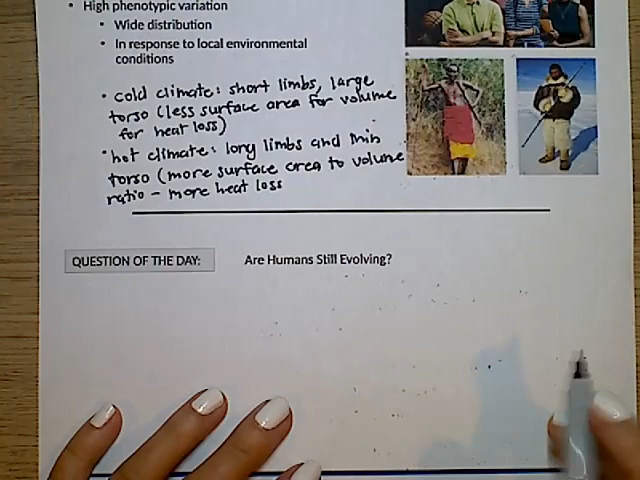 • High phenotypic variation
• Wide distribution
• In response to local environmental
conditions
• cold climate: short limbs, large
torso (less surface area for volume
for heat loss)
• hot climate: long limbs and thin
torso (more surface area to volume
ratio - more heat loss
QUESTION OF THE DAY: Are Humans Still Evolving?